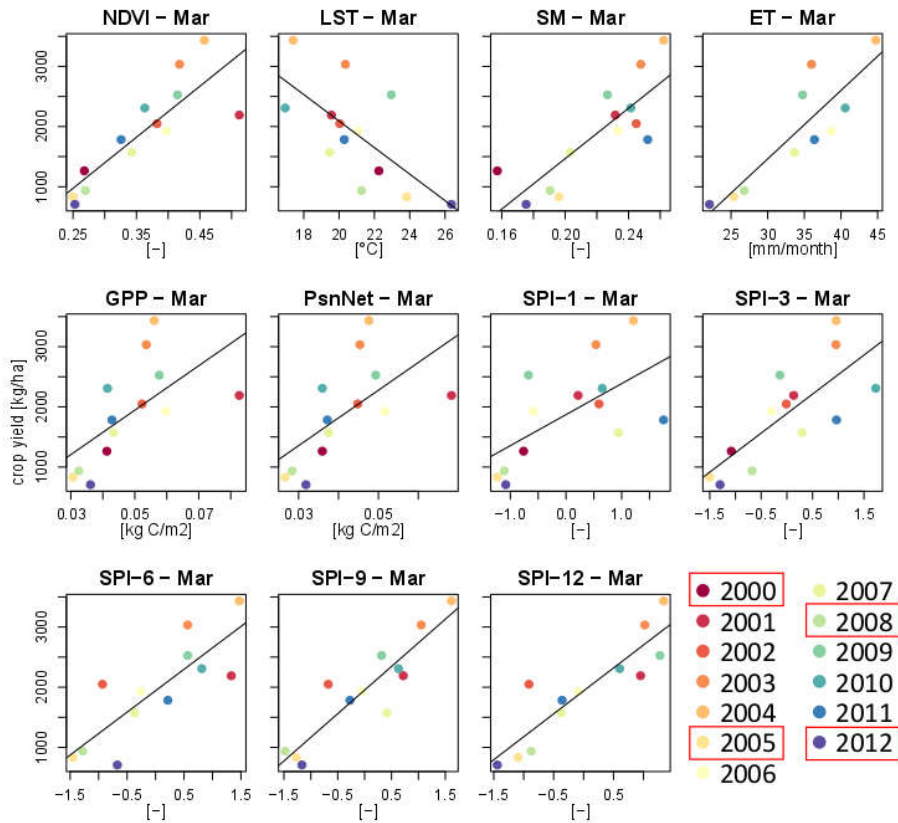 NDVI – Mar
LST – Mar
SM – Mar
ET – Mar
1000 2000 3000
0.25 0.35 0.45
[-]
18 20 22 24 26
[°C]
0.16 0.20 0.24
[-]
25 30 35 40 45
[mm/month]
GPP – Mar
PsnNet – Mar
SPI-1 – Mar
SPI-3 – Mar
crop yield [kg/ha]
1000 2000 3000
0.03 0.05 0.07
[kg C/m2]
0.03 0.05
[kg C/m2]
-1.0 0.0 1.0
[-]
-1.5 -0.5 0.5 1.5
[-]
SPI-6 – Mar
SPI-9 – Mar
SPI-12 – Mar
1000 2000 3000
-1.5 -0.5 0.5 1.5
[-]
-1.5 -0.5 0.5 1.5
[-]
-1.5 -0.5 0.5
[-]
2000
2001
2002
2003
2004
2005
2006
2007
2008
2009
2010
2011
2012